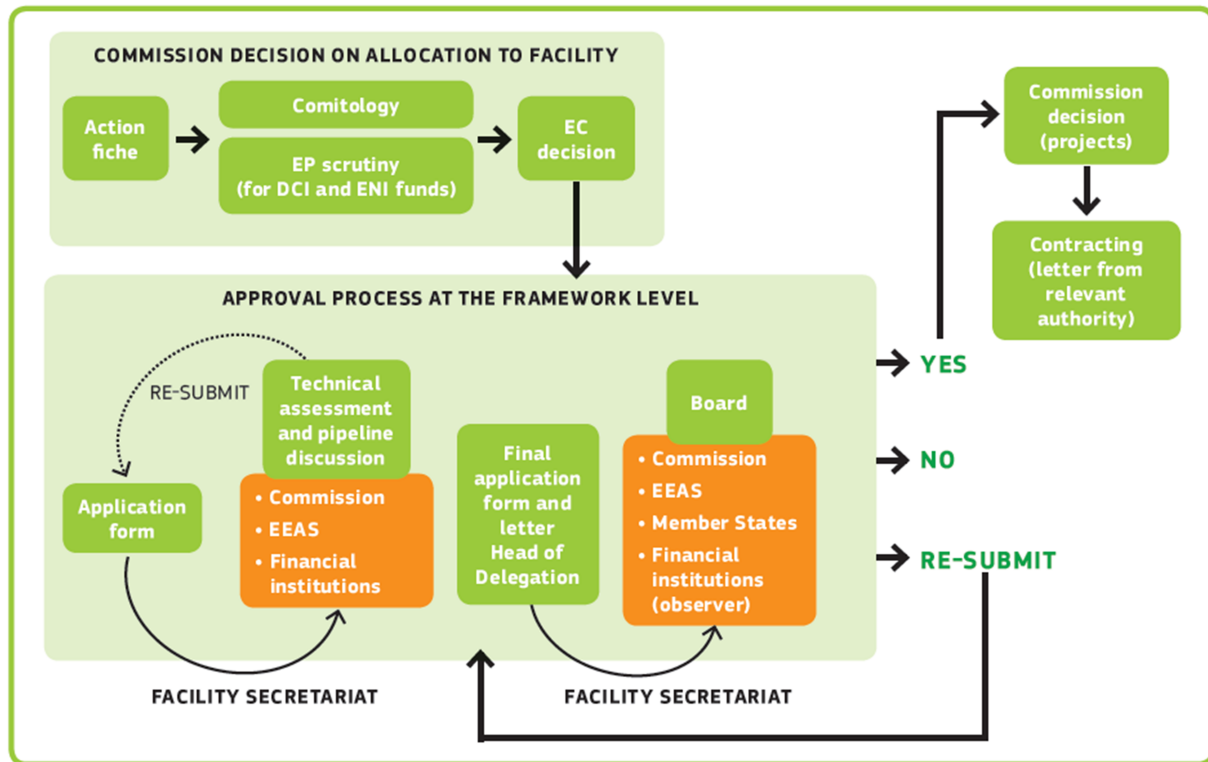 COMMISSION DECISION ON ALLOCATION TO FACILITY
Action
fiche
Comitology
EP scrutiny
(for DCI and ENI funds)
EC
decision
Commission
decision
(projects)
Contracting
(letter from
relevant
authority)
APPROVAL PROCESS AT THE FRAMEWORK LEVEL
RE-SUBMIT
Application
form
Technical
assessment
and pipeline
discussion
• Commission
• EEAS
• Financial
institutions
Final
application
form and
letter
Head of
Delegation
Board
• Commission
• EEAS
• Member States
• Financial
institutions
(observer)
YES
NO
RE-SUBMIT
FACILITY SECRETARIAT
FACILITY SECRETARIAT